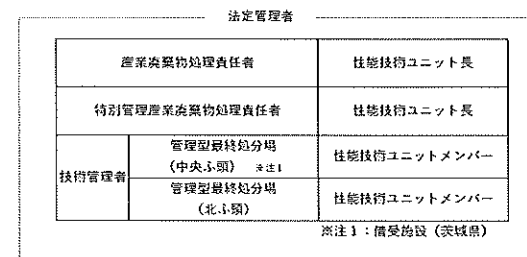 法定管理者
産業廃棄物処理責任者 性能技術ユニット長
特別管理産業廃棄物処理責任者 性能技術ユニット長
技術管理者
管理型最終処分場
(中央ふ頭) ※注1
性能技術ユニットメンバー
管理型最終処分場
(北ふ頭)
性能技術ユニットメンバー
※注1:借受施設(茨城県)